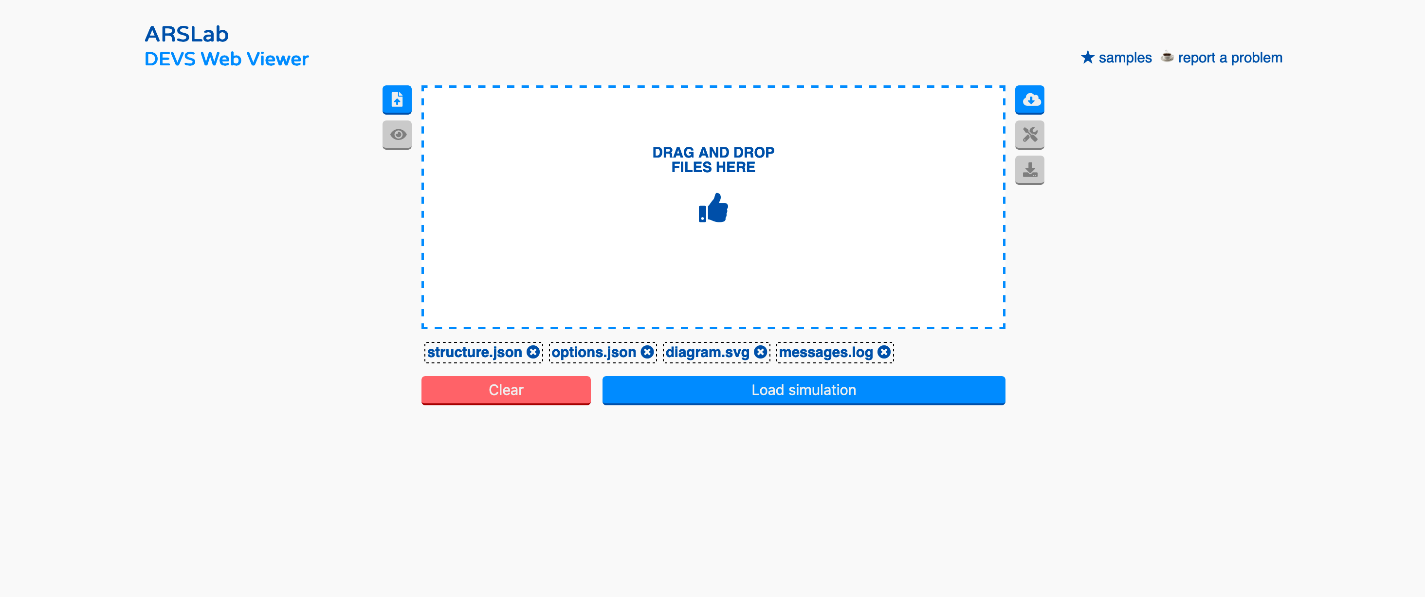 ARSLab
DEVS Web Viewer
samples report a problem
DRAG AND DROP
FILES HERE
structure.json options.json diagram.svg messages.log
Clear Load simulation